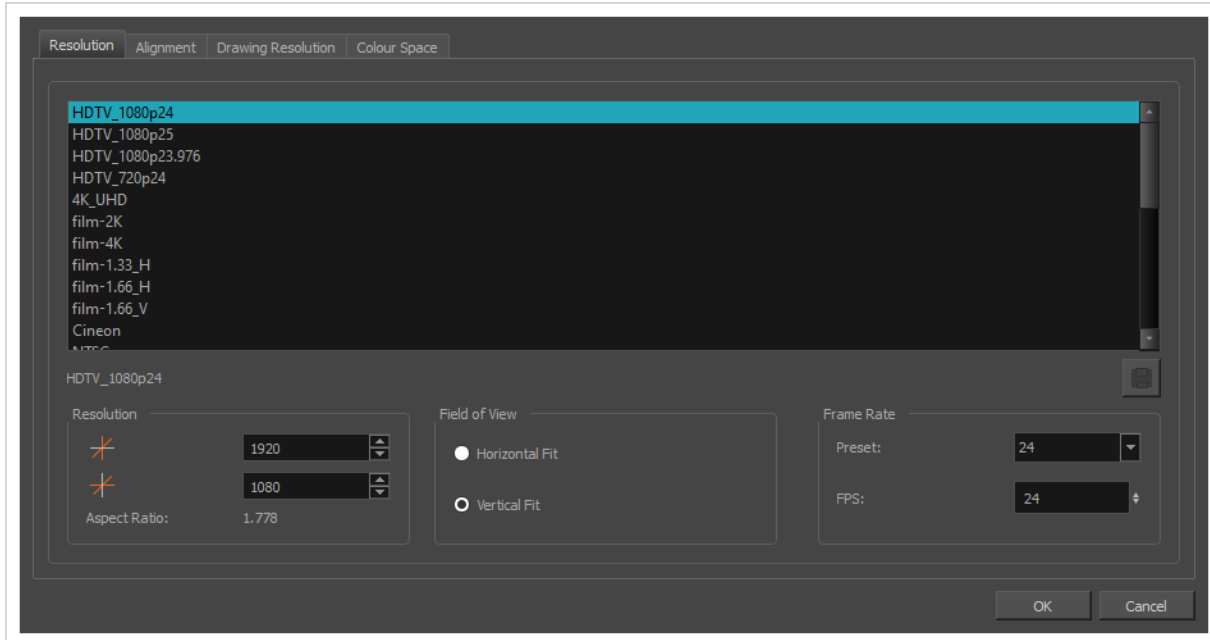 Resolution Alignment Drawing Resolution Colour Space
HDTV_1080p24
HDTV_1080p25
HDTV_1080p23.976
HDTV_720p24
4K_UHD
film-2K
film-4K
film-1.33_H
film-1.66_H
film-1.66_V
Cineon
HDTV_1080p24
Resolution Field of View Frame Rate
1920 Horizontal Fit Preset: 24
1080 Vertical Fit FPS: 24
Aspect Ratio: 1.778
OK Cancel